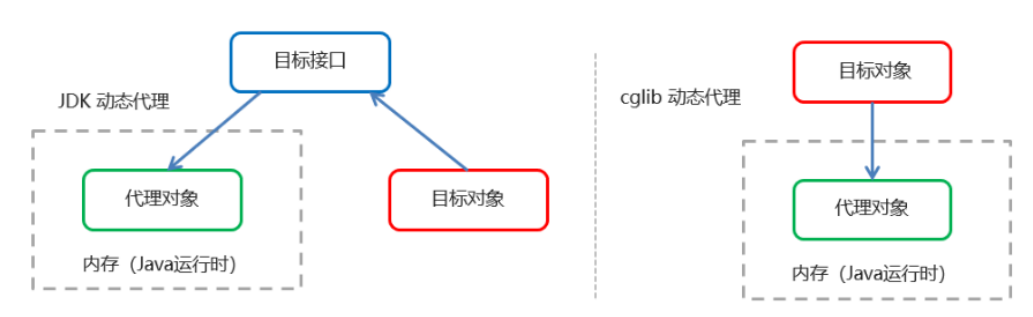 目标接口
JDK 动态代理
代理对象
目标对象
内存（Java运行时）
目标对象
cglib 动态代理
代理对象
内存（Java运行时）